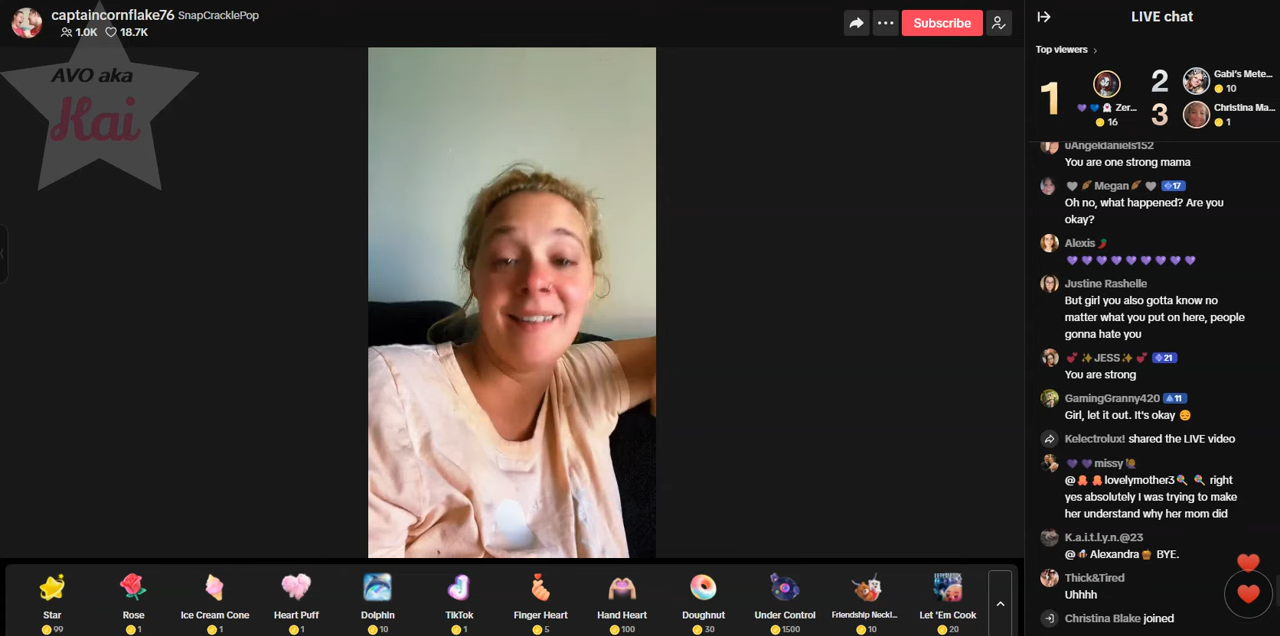 captaincornflake76 SnapCracklePop
1.0K 18.7K
AVO aka
Kai
Subscribe
LIVE chat
Top viewers
1
Zer...
16
2
Gabi's Mete...
10
3
Christina Ma...
1
uAngeldaniels152
You are one strong mama
Megan 17
Oh no, what happened? Are you
okay?
Alexis
Justine Rashelle
But girl you also gotta know no
matter what you put on here, people
gonna hate you
JESS 21
You are strong
GamingGranny420 11
Girl, let it out. It's okay
Kelectrolux! shared the LIVE video
missy
@ lovelymother3 right
yes absolutely I was trying to make
her understand why her mom did
K.a.i.t.l.y.n.@23
@ Alexandra BYE.
Thick&Tired
Uhhhh
Christina Blake joined
Star
99
Rose
1
Ice Cream Cone
1
Heart Puff
1
Dolphin
10
TikTok
1
Finger Heart
5
Hand Heart
100
Doughnut
30
Under Control
1500
Friendship Neckl...
10
Let 'Em Cook
20